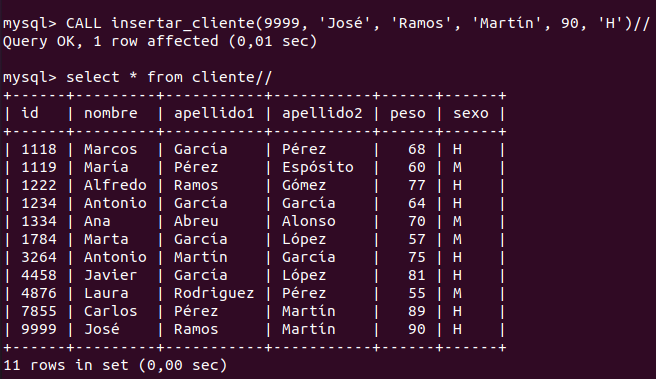 mysql> CALL insertar_cliente(9999, 'José', 'Ramos', 'Martín', 90, 'H')//
Query OK, 1 row affected (0,01 sec)
mysql> select * from cliente//
+------+---------+-----------+-----------+------+------+
| id   | nombre  | apellido1 | apellido2 | peso | sexo |
+------+---------+-----------+-----------+------+------+
| 1118 | Marcos  | García    | Pérez     |   68 | H    |
| 1119 | María   | Pérez     | Espósito  |   60 | M    |
| 1222 | Alfredo | Ramos     | Gómez     |   77 | H    |
| 1234 | Antonio | García    | García    |   64 | H    |
| 1334 | Ana     | Abreu     | Alonso    |   70 | M    |
| 1784 | Marta   | García    | López     |   57 | M    |
| 3264 | Antonio | Martín    | García    |   75 | H    |
| 4458 | Javier  | García    | López     |   81 | H    |
| 4876 | Laura   | Rodriguez | Pérez     |   55 | M    |
| 7855 | Carlos  | Pérez     | Martín    |   89 | H    |
| 9999 | José    | Ramos     | Martín    |   90 | H    |
+------+---------+-----------+-----------+------+------+
11 rows in set (0,00 sec)